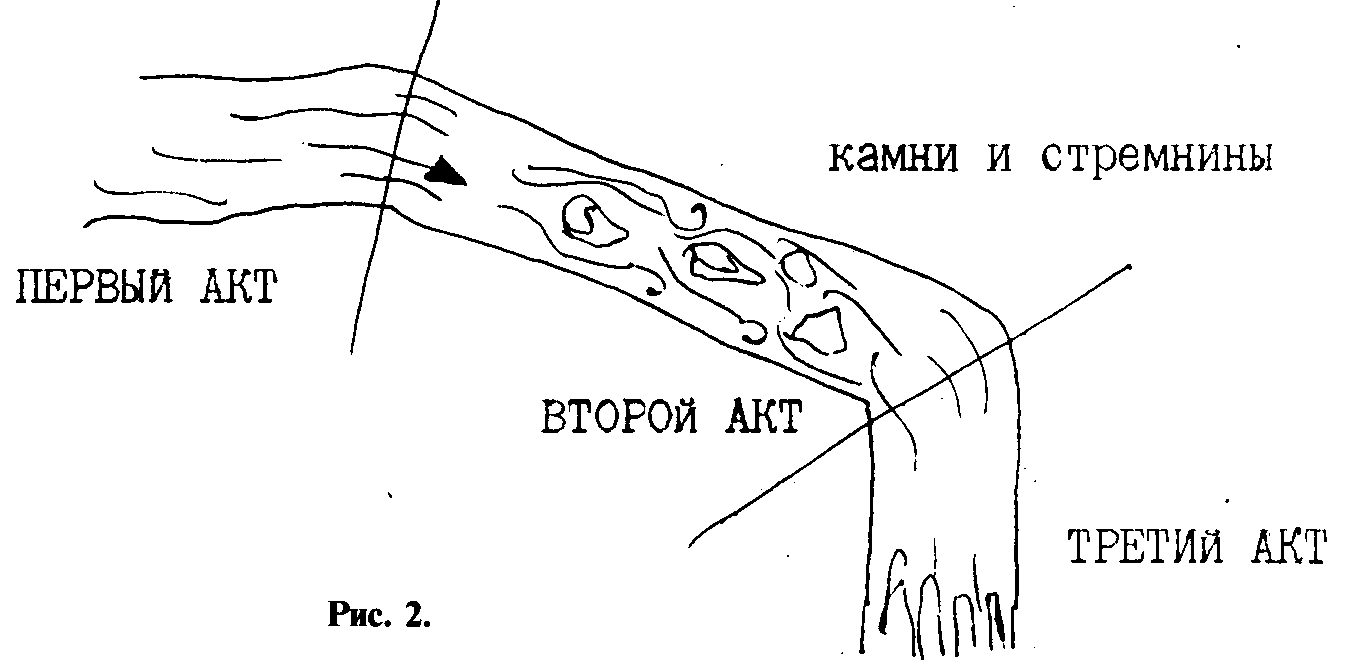 камни и стремнины
ПЕРВЫЙ АКТ
ВТОРОЙ АКТ
ТРЕТИЙ АКТ
Рис. 2.